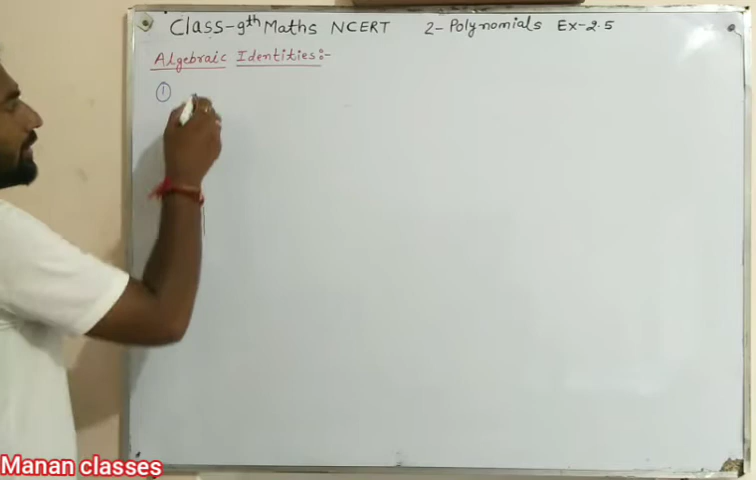 Class-9th Maths NCERT 2-Polynomials Ex-2.5
Algebraic Identities:-
①
Manan classes